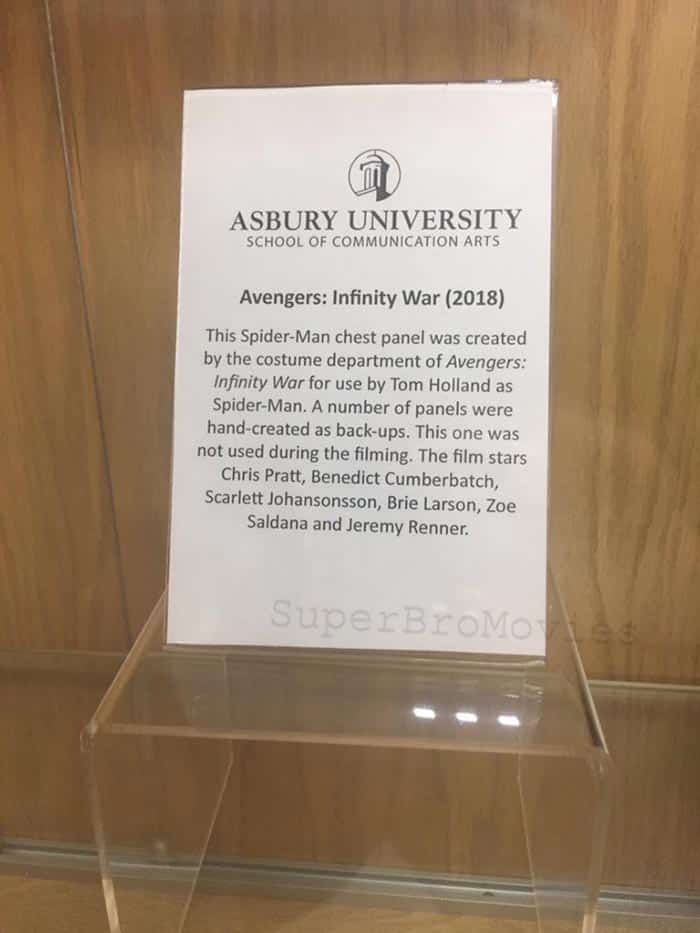 ASBURY UNIVERSITY
SCHOOL OF COMMUNICATION ARTS
Avengers: Infinity War (2018)
This Spider-Man chest panel was created
by the costume department of Avengers:
Infinity War for use by Tom Holland as
Spider-Man. A number of panels were
hand-created as back-ups. This one was
not used during the filming. The film stars
Chris Pratt, Benedict Cumberbatch,
Scarlett Johansonsson, Brie Larson, Zoe
Saldana and Jeremy Renner.
SuperBroMovies